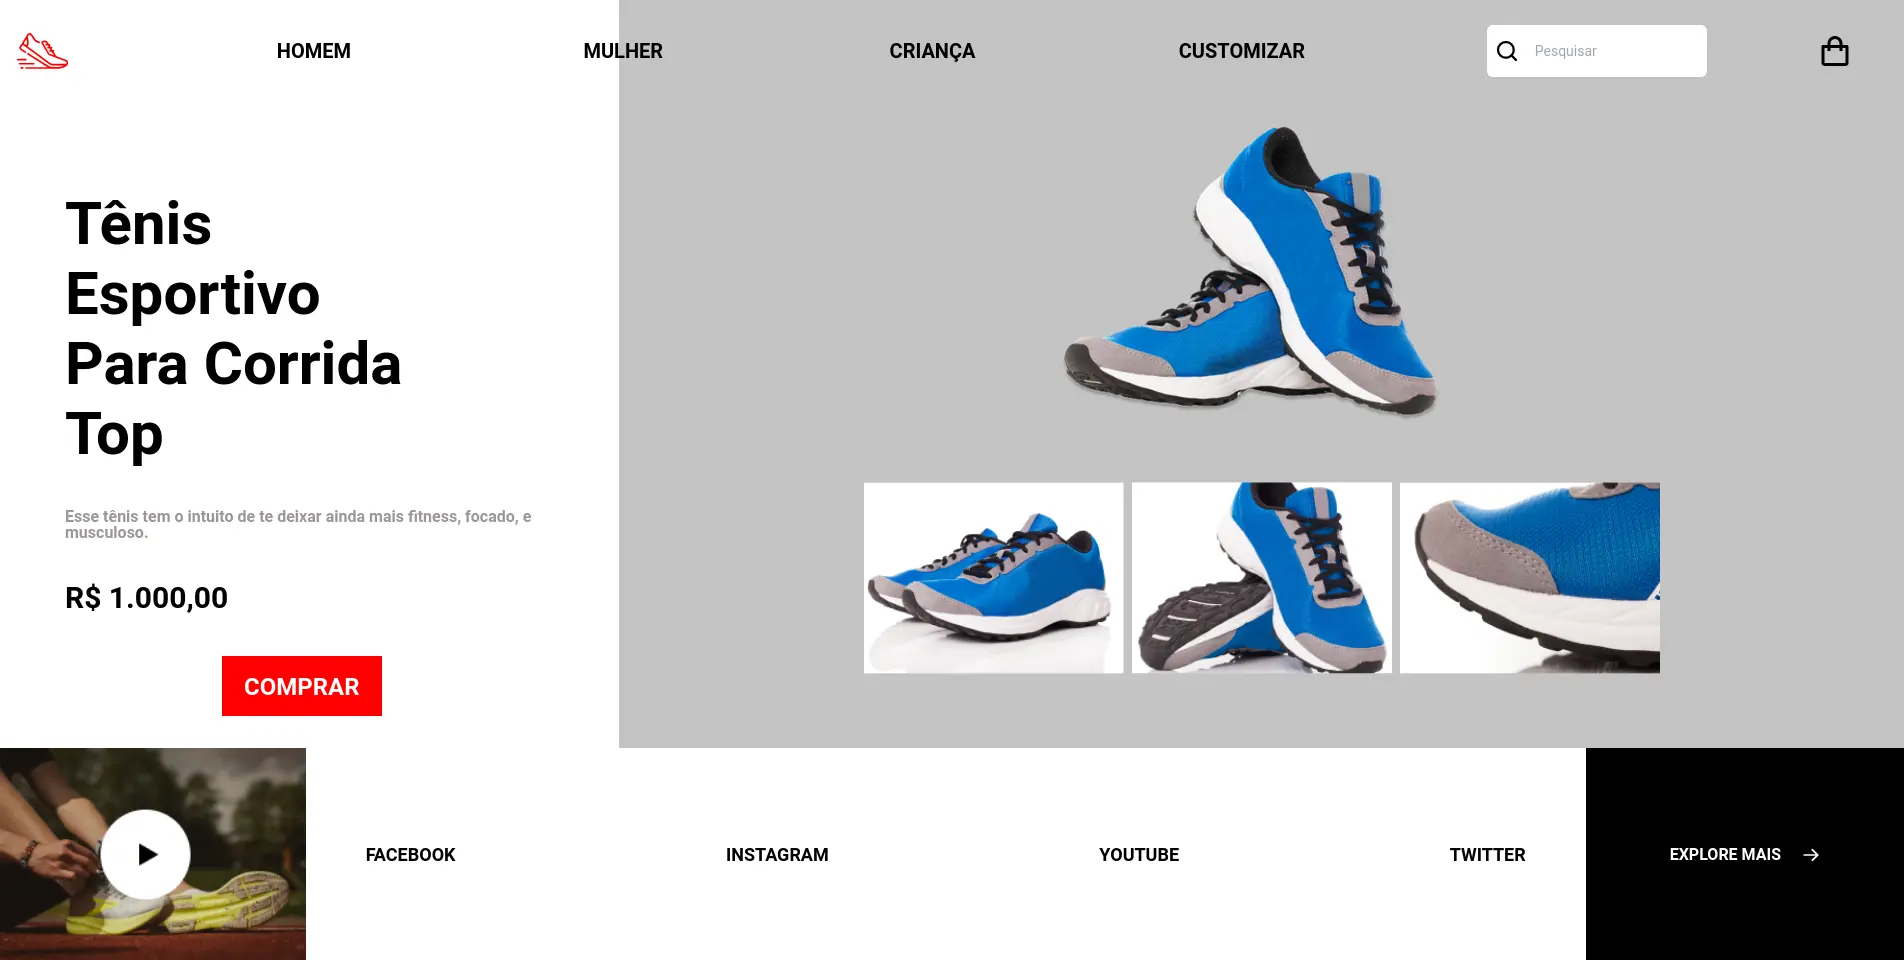 HOMEM
MULHER
CRIANÇA
CUSTOMIZAR
Pesquisar
Tênis
Esportivo
Para Corrida
Top
Esse tênis tem o intuito de te deixar ainda mais fitness, focado, e
musculoso.
R$ 1.000,00
COMPRAR
FACEBOOK
INSTAGRAM
YOUTUBE
TWITTER
EXPLORE MAIS